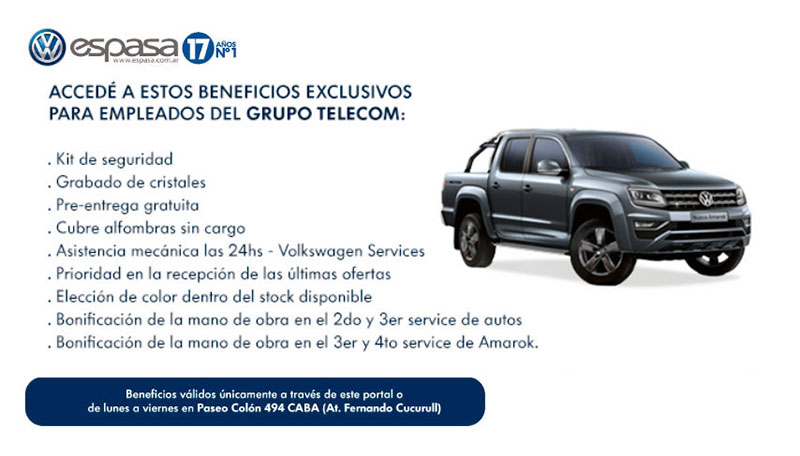 espasa 17 AÑOS Nº1
www.espasa.com.ar
ACCEDÉ A ESTOS BENEFICIOS EXCLUSIVOS
PARA EMPLEADOS DEL GRUPO TELECOM:
. Kit de seguridad
. Grabado de cristales
. Pre-entrega gratuita
. Cubre alfombras sin cargo
. Asistencia mecánica las 24hs - Volkswagen Services
. Prioridad en la recepción de las últimas ofertas
. Elección de color dentro del stock disponible
. Bonificación de la mano de obra en el 2do y 3er service de autos
. Bonificación de la mano de obra en el 3er y 4to service de Amarok.
Nueva Amarok
Beneficios válidos únicamente a través de este portal o
de lunes a viernes en Paseo Colón 494 CABA (At. Fernando Cucurull)